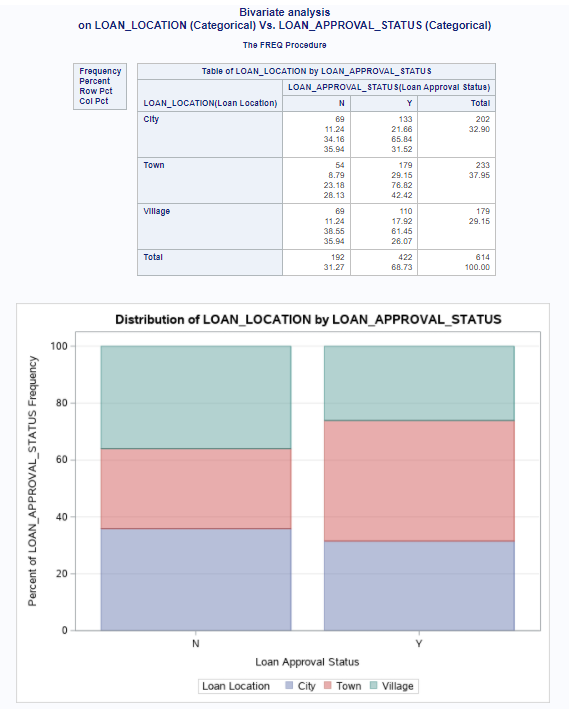 Bivariate analysis
on LOAN_LOCATION (Categorical) Vs. LOAN_APPROVAL_STATUS (Categorical)
The FREQ Procedure
Frequency
Percent
Row Pct
Col Pct
Table of LOAN_LOCATION by LOAN_APPROVAL_STATUS
LOAN_APPROVAL_STATUS(Loan Approval Status)
LOAN_LOCATION(Loan Location) N Y Total
City 69 133 202
11.24 21.66 32.90
34.16 65.84
35.94 31.52
Town 54 179 233
8.79 29.15 37.95
23.18 76.82
28.13 42.42
Village 69 110 179
11.24 17.92 29.15
38.55 61.45
35.94 26.07
Total 192 422 614
31.27 68.73 100.00
Distribution of LOAN_LOCATION by LOAN_APPROVAL_STATUS
Percent of LOAN_APPROVAL_STATUS Frequency
100
80
60
40
20
0
N Y
Loan Approval Status
Loan Location City Town Village